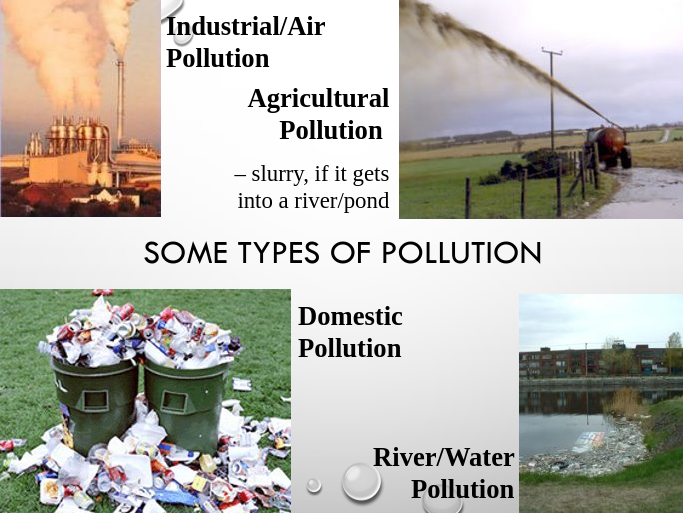 Industrial/Air
Pollution
Agricultural
Pollution
– slurry, if it gets
into a river/pond
SOME TYPES OF POLLUTION
Domestic
Pollution
River/Water
Pollution